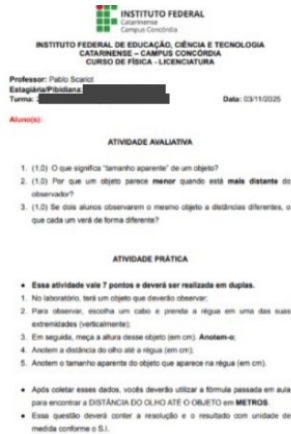 INSTITUTO FEDERAL
Catarinense
Campus Concórdia
INSTITUTO FEDERAL DE EDUCAÇÃO, CIÊNCIA E TECNOLOGIA
CATARINENSE – CAMPUS CONCÓRDIA
CURSO DE FÍSICA - LICENCIATURA
Professor: Pablo Scariot
Estagiária/Pibidiana:
Turma: Data: 03/11/2025
Aluno(s):
ATIVIDADE AVALIATIVA
1. (1,0) O que significa "tamanho aparente" de um objeto?
2. (1,0) Por que um objeto parece menor quando está mais distante do
observador?
3. (1,0) Se dois alunos observarem o mesmo objeto a distâncias diferentes, o
que cada um verá de forma diferente?
ATIVIDADE PRÁTICA
• Essa atividade vale 7 pontos e deverá ser realizada em duplas.
1. No laboratório, terá um objeto que deverão observar;
2. Para observar, escolha um cabo e prenda a régua em uma das suas
extremidades (verticalmente);
3. Em seguida, meça a altura desse objeto (em cm). Anotem-o;
4. Anotem a distância do olho até a régua (em cm);
5. Anotem o tamanho aparente do objeto que aparece na régua (em cm).
• Após coletar esses dados, vocês deverão utilizar a fórmula passada em aula
para encontrar a DISTÂNCIA DO OLHO ATÉ O OBJETO em METROS.
• Essa questão deverá conter a resolução e o resultado com unidade de
medida conforme o S.I.